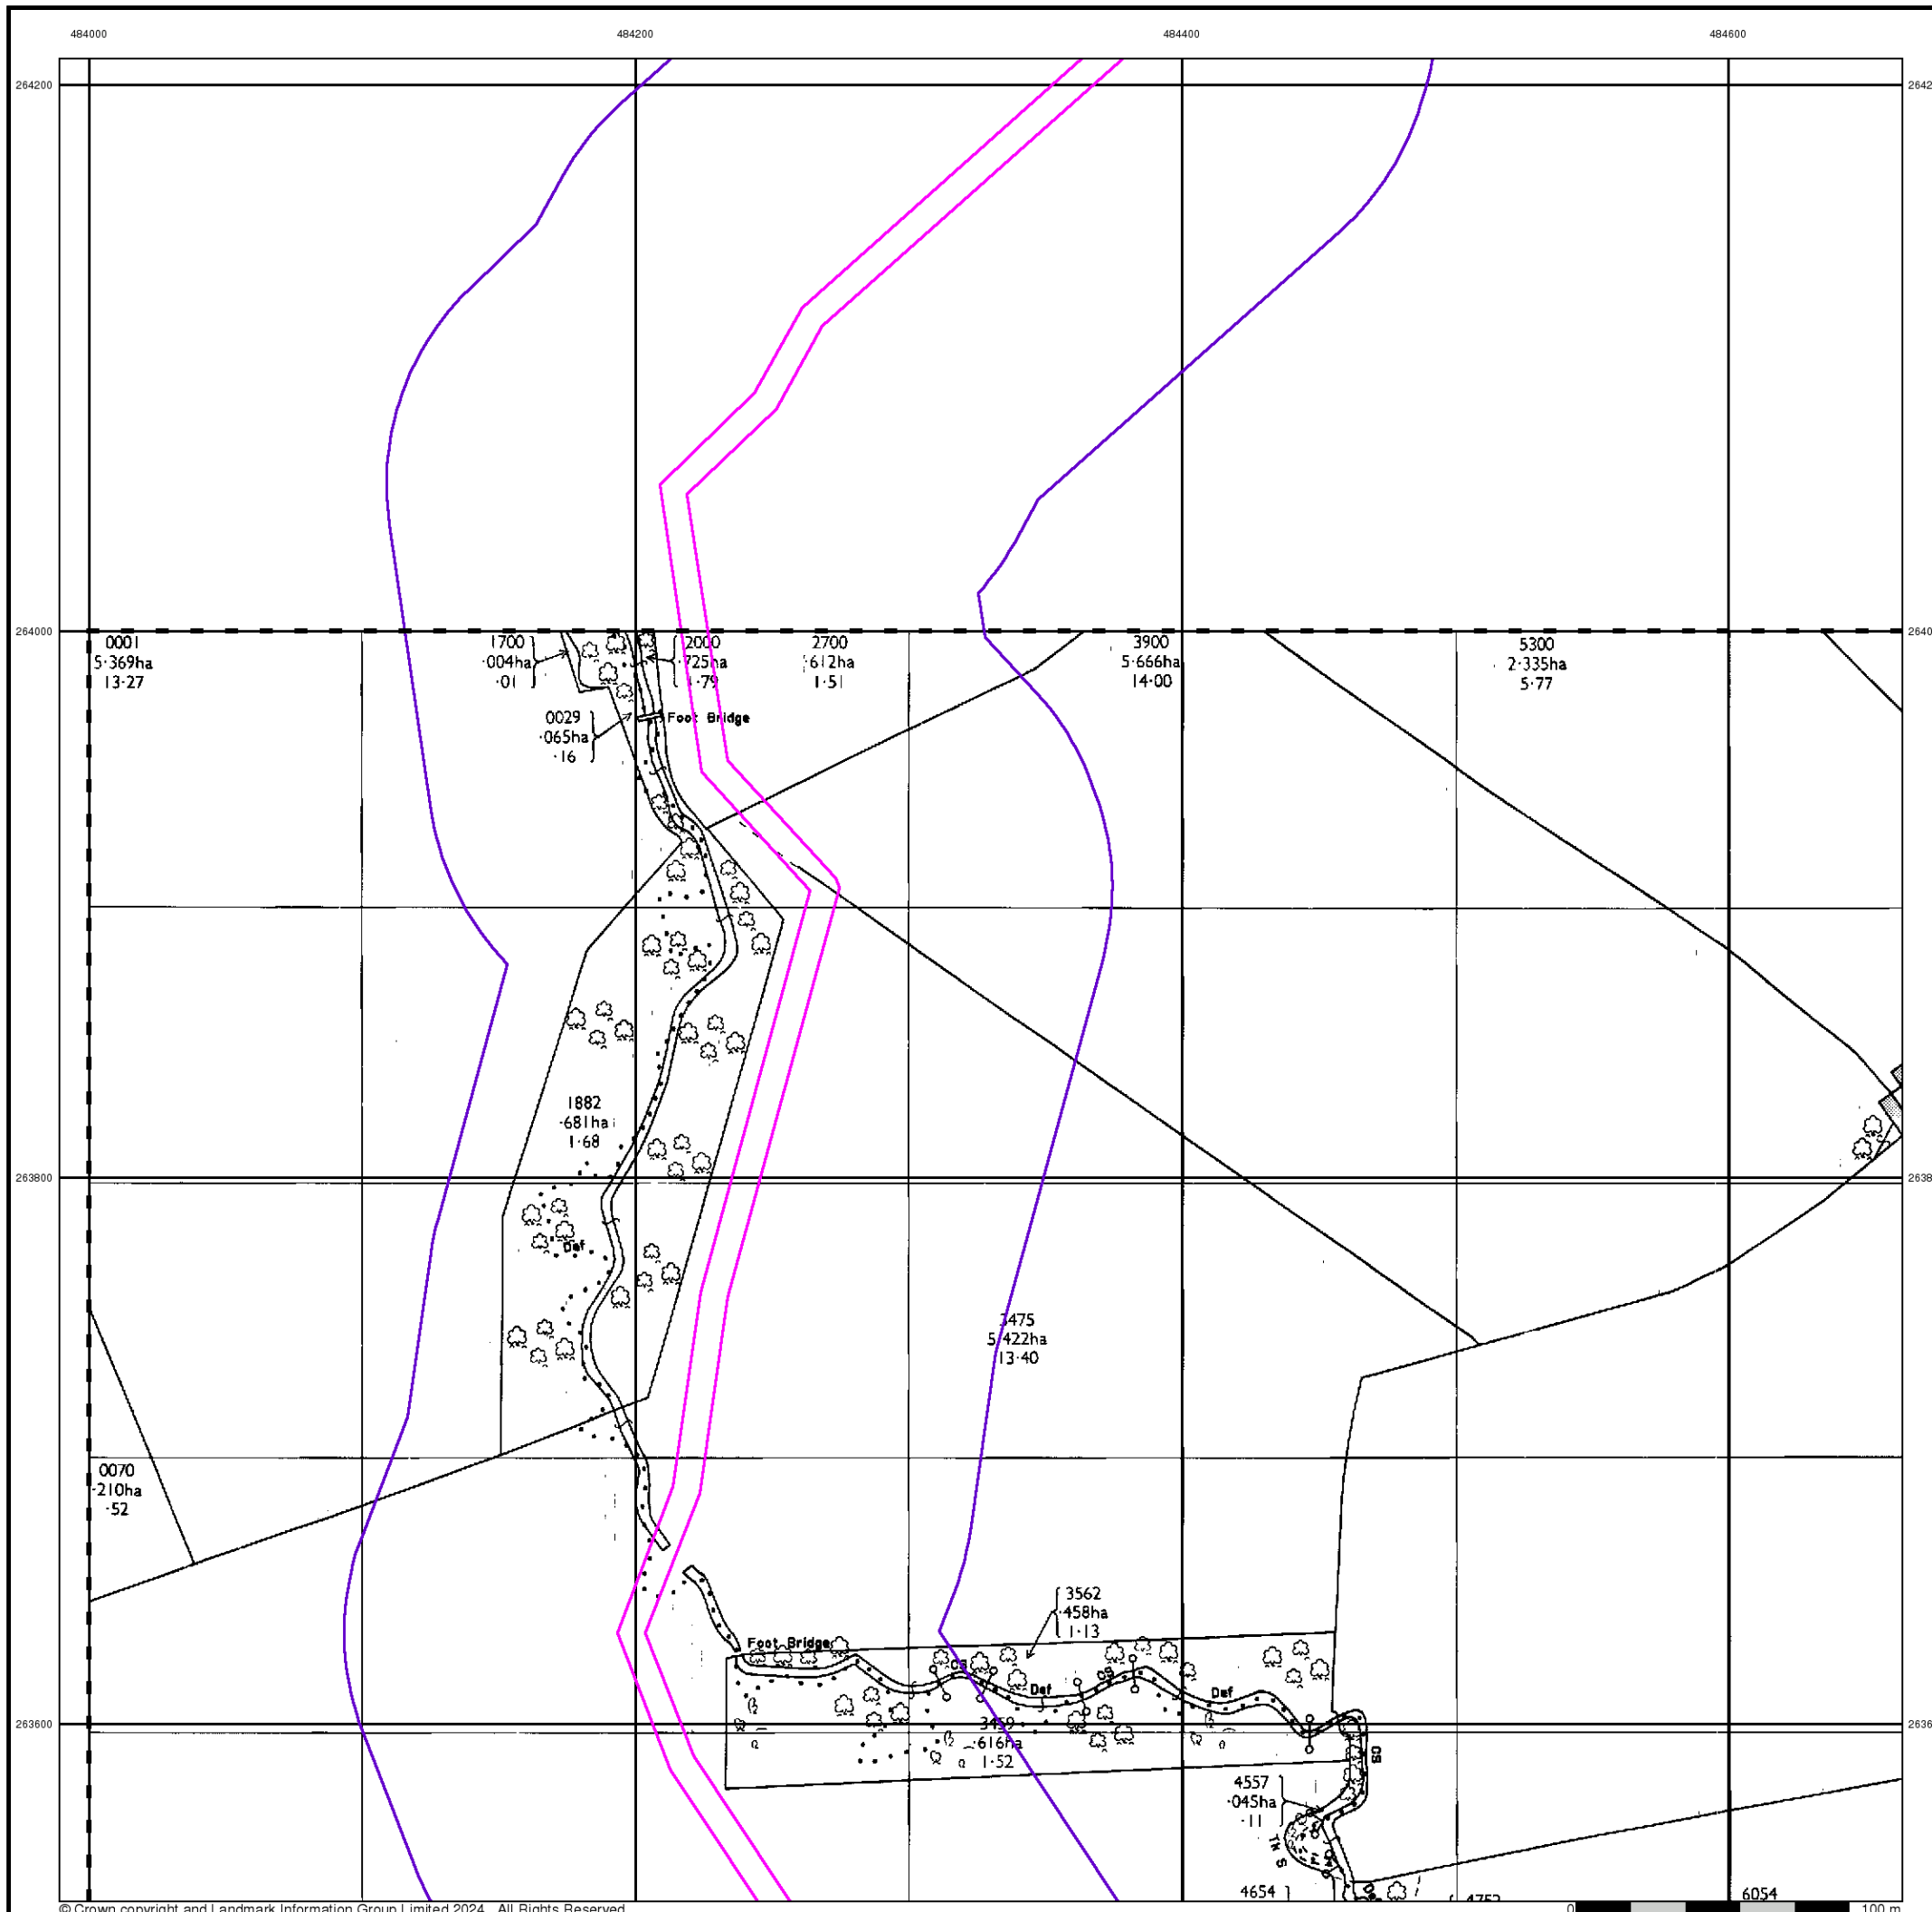 484000
484200
484400
484600
264200
264000
0001
5·369ha
13·27
1700
·004ha
·01
2000
·725ha
1·79
2700
·612ha
1·51
3900
5·666ha
14·00
5300
2·335ha
5·77
0029
·065ha
·16
Foot Bridge
1882
·681ha
1·68
263800
Def
3475
5·422ha
13·40
0070
·210ha
·52
3562
·458ha
1·13
Foot Bridge
CS
CS
Def
Def
263600
3459
·616ha
1·52
CS
4557
·045ha
·11
4654
6054
© Crown copyright and Landmark Information Group Limited 2024. All Rights Reserved
0
100 m